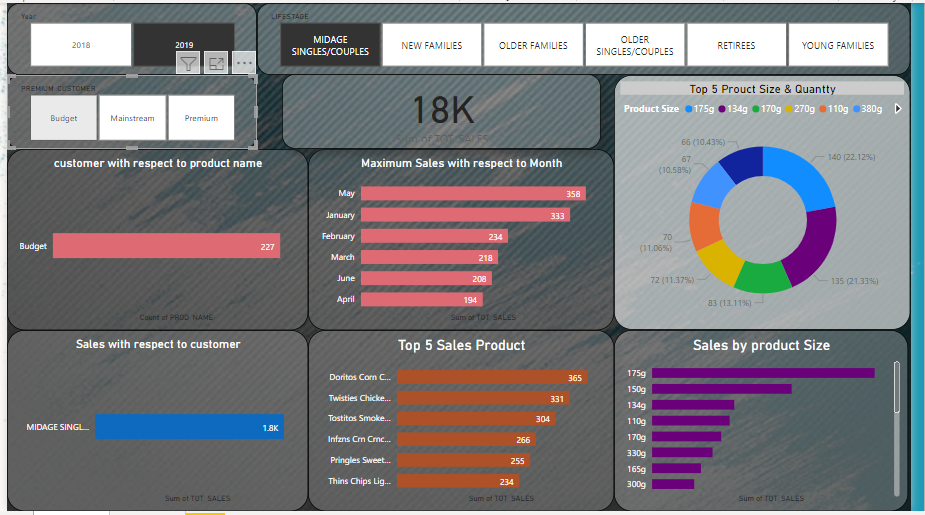 Year
2018
2019
LIFESTAGE
MIDAGE
SINGLES/COUPLES
NEW FAMILIES
OLDER FAMILIES
OLDER
SINGLES/COUPLES
RETIREES
YOUNG FAMILIES
PREMIUM CUSTOMER
Budget
Mainstream
Premium
18K
Sum of TOT_SALES
Top 5 Prouct Size & Quantty
Product Size 175g 134g 170g 270g 110g 380g
140 (22.12%)
135 (21.33%)
83 (13.11%)
72 (11.37%)
70
(11.06%)
67
(10.58%)
66 (10.43%)
customer with respect to product name
Budget 227
Count of PROD_NAME
Maximum Sales with respect to Month
May 358
January 333
February 234
March 218
June 208
April 194
Sum of TOT_SALES
Sales with respect to customer
MIDAGE SINGL... 1.8K
Sum of TOT_SALES
Top 5 Sales Product
Doritos Corn C... 365
Twisties Chicke... 331
Tostitos Smoke... 304
Infzns Crn Crnc... 266
Pringles Sweet... 255
Thins Chips Lig... 234
Sum of TOT_SALES
Sales by product Size
175g
150g
134g
110g
170g
330g
165g
300g
Sum of TOT_SALES